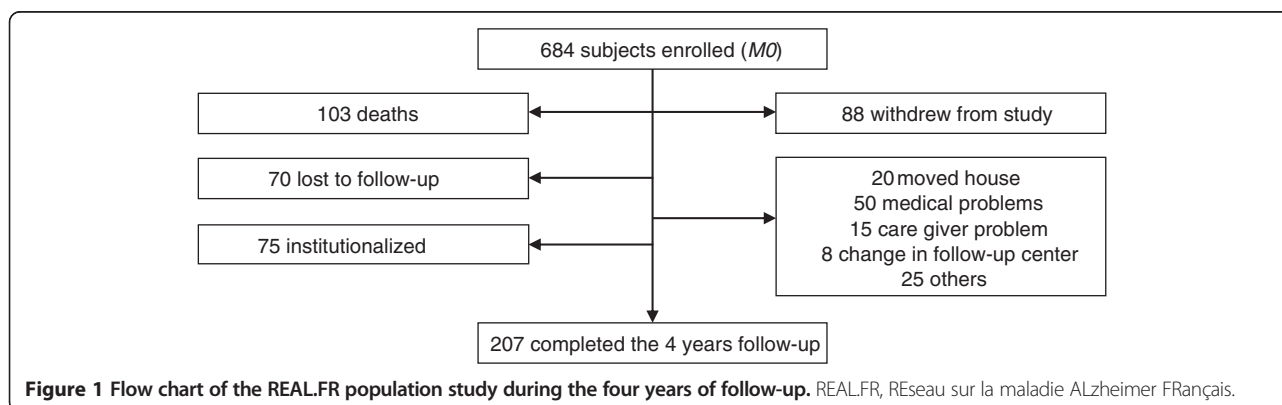 684 subjects enrolled (M0)
103 deaths
88 withdrew from study
70 lost to follow-up
20 moved house
50 medical problems
15 care giver problem
8 change in follow-up center
25 others
75 institutionalized
207 completed the 4 years follow-up
Figure 1 Flow chart of the REAL.FR population study during the four years of follow-up. REAL.FR, REseau sur la maladie ALzheimer FRançais.